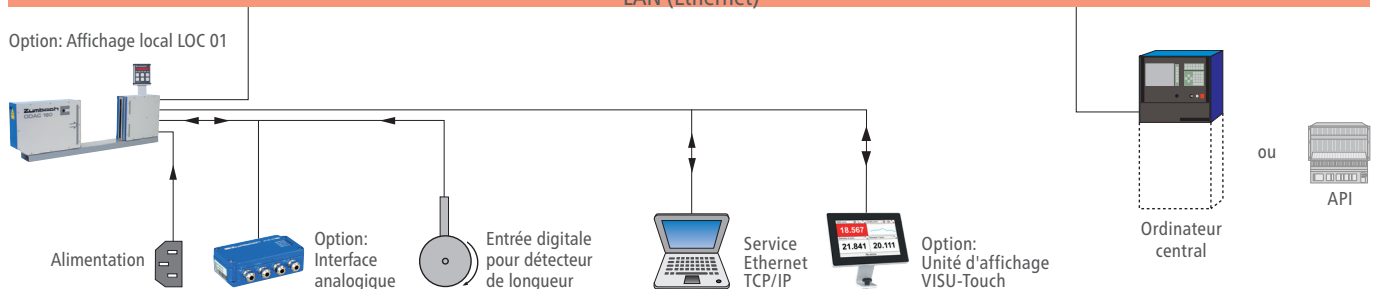 LAN (Ethernet)
Option: Affichage local LOC 01
Zumbach
ODAC 160
Alimentation
Option:
Interface
analogique
Entrée digitale
pour détecteur
de longueur
Service
Ethernet
TCP/IP
18.567
21.841 20.111
Option:
Unité d'affichage
VISU-Touch
Ordinateur
central
ou
API